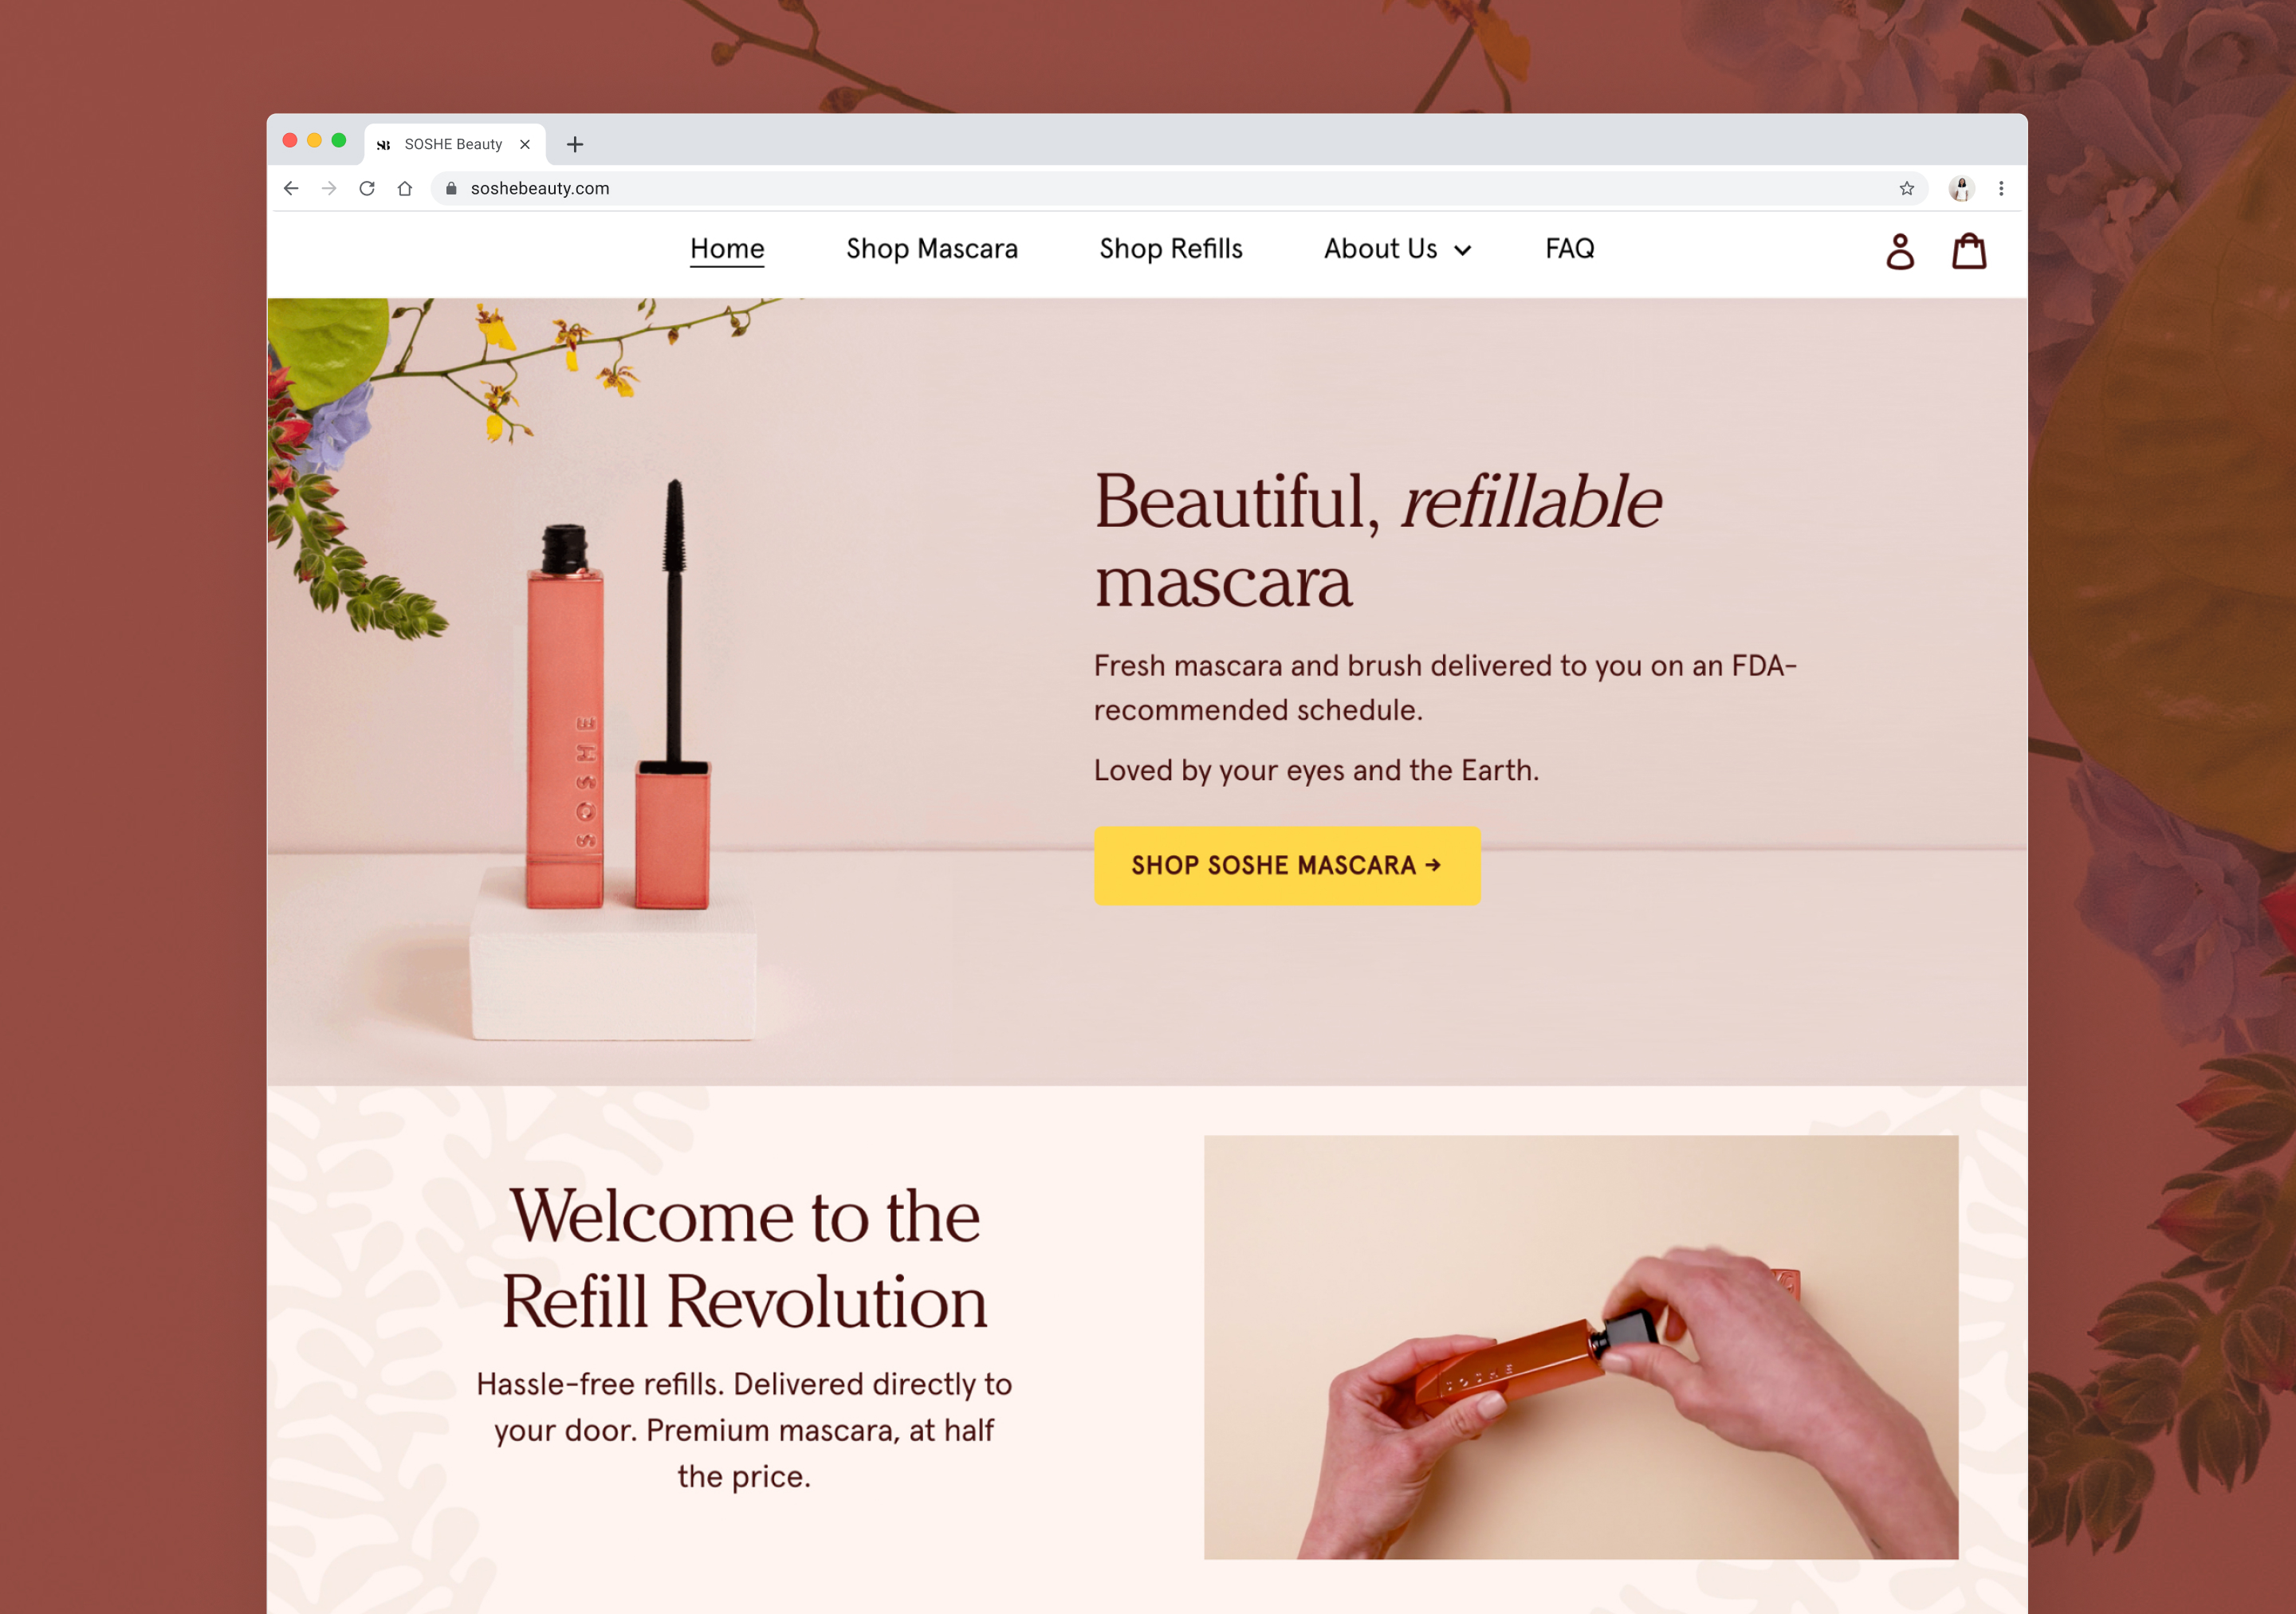 SOSHE Beauty
soshebeauty.com
Home Shop Mascara Shop Refills About Us FAQ
Beautiful, refillable
mascara
Fresh mascara and brush delivered to you on an FDA-
recommended schedule.
Loved by your eyes and the Earth.
SHOP SOSHE MASCARA →
SOSHE
Welcome to the
Refill Revolution
Hassle-free refills. Delivered directly to
your door. Premium mascara, at half
the price.
SOSHE